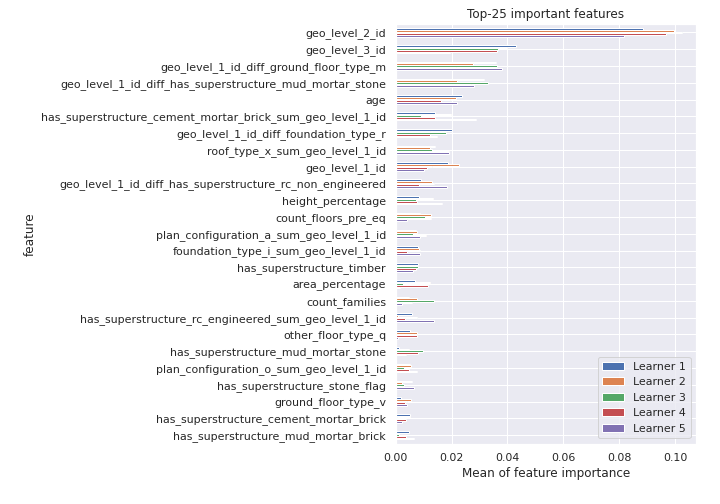 Top-25 important features
geo_level_2_id
geo_level_3_id
geo_level_1_id_diff_ground_floor_type_m
geo_level_1_id_diff_has_superstructure_mud_mortar_stone
age
has_superstructure_cement_mortar_brick_sum_geo_level_1_id
geo_level_1_id_diff_foundation_type_r
roof_type_x_sum_geo_level_1_id
geo_level_1_id
geo_level_1_id_diff_has_superstructure_rc_non_engineered
height_percentage
count_floors_pre_eq
plan_configuration_a_sum_geo_level_1_id
foundation_type_i_sum_geo_level_1_id
has_superstructure_timber
area_percentage
count_families
has_superstructure_rc_engineered_sum_geo_level_1_id
other_floor_type_q
has_superstructure_mud_mortar_stone
plan_configuration_o_sum_geo_level_1_id
has_superstructure_stone_flag
ground_floor_type_v
has_superstructure_cement_mortar_brick
has_superstructure_mud_mortar_brick
feature
Learner 1
Learner 2
Learner 3
Learner 4
Learner 5
0.00 0.02 0.04 0.06 0.08 0.10
Mean of feature importance